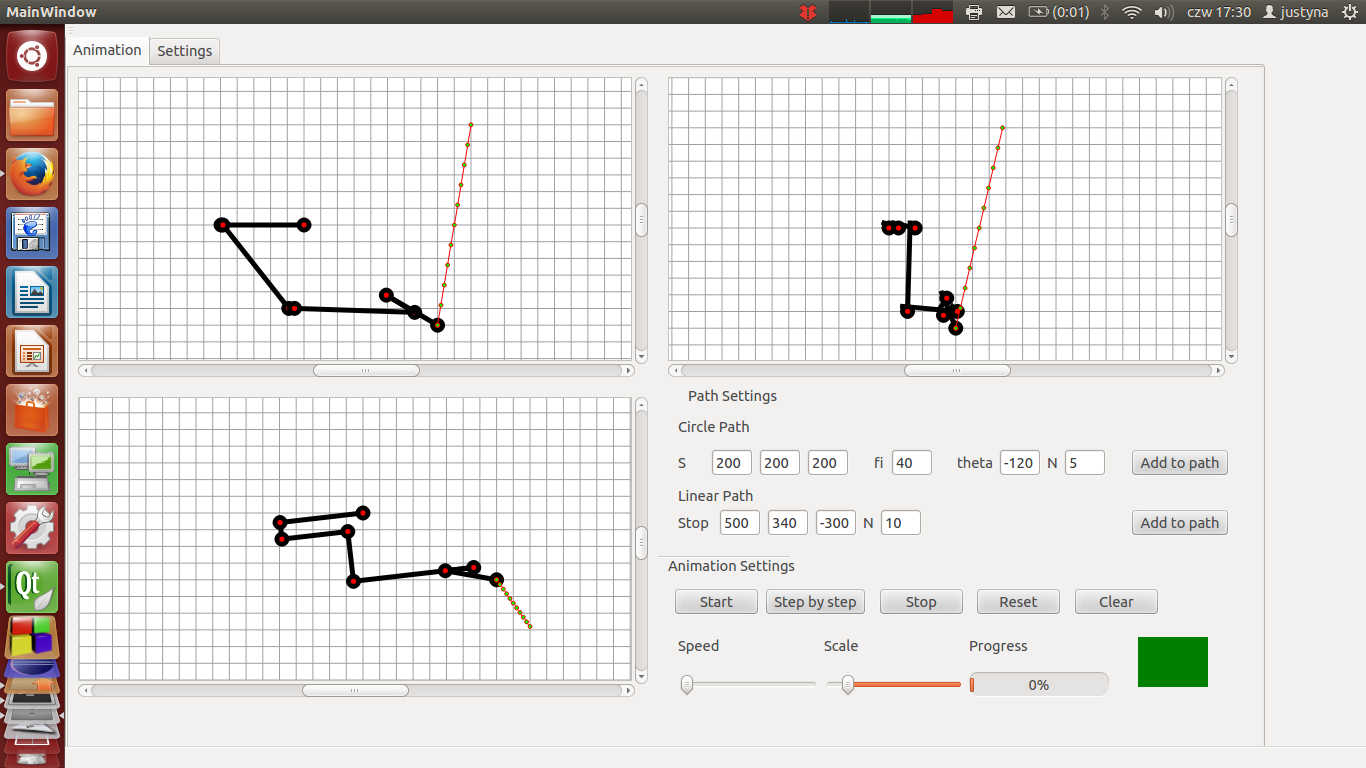 MainWindow (0:01) czw 17:30 justyna
Animation Settings
Path Settings
Circle Path
S 200 200 200 fi 40 theta -120 N 5 Add to path
Linear Path
Stop 500 340 -300 N 10 Add to path
Animation Settings
Start Step by step Stop Reset Clear
Speed Scale Progress
0%
Qt